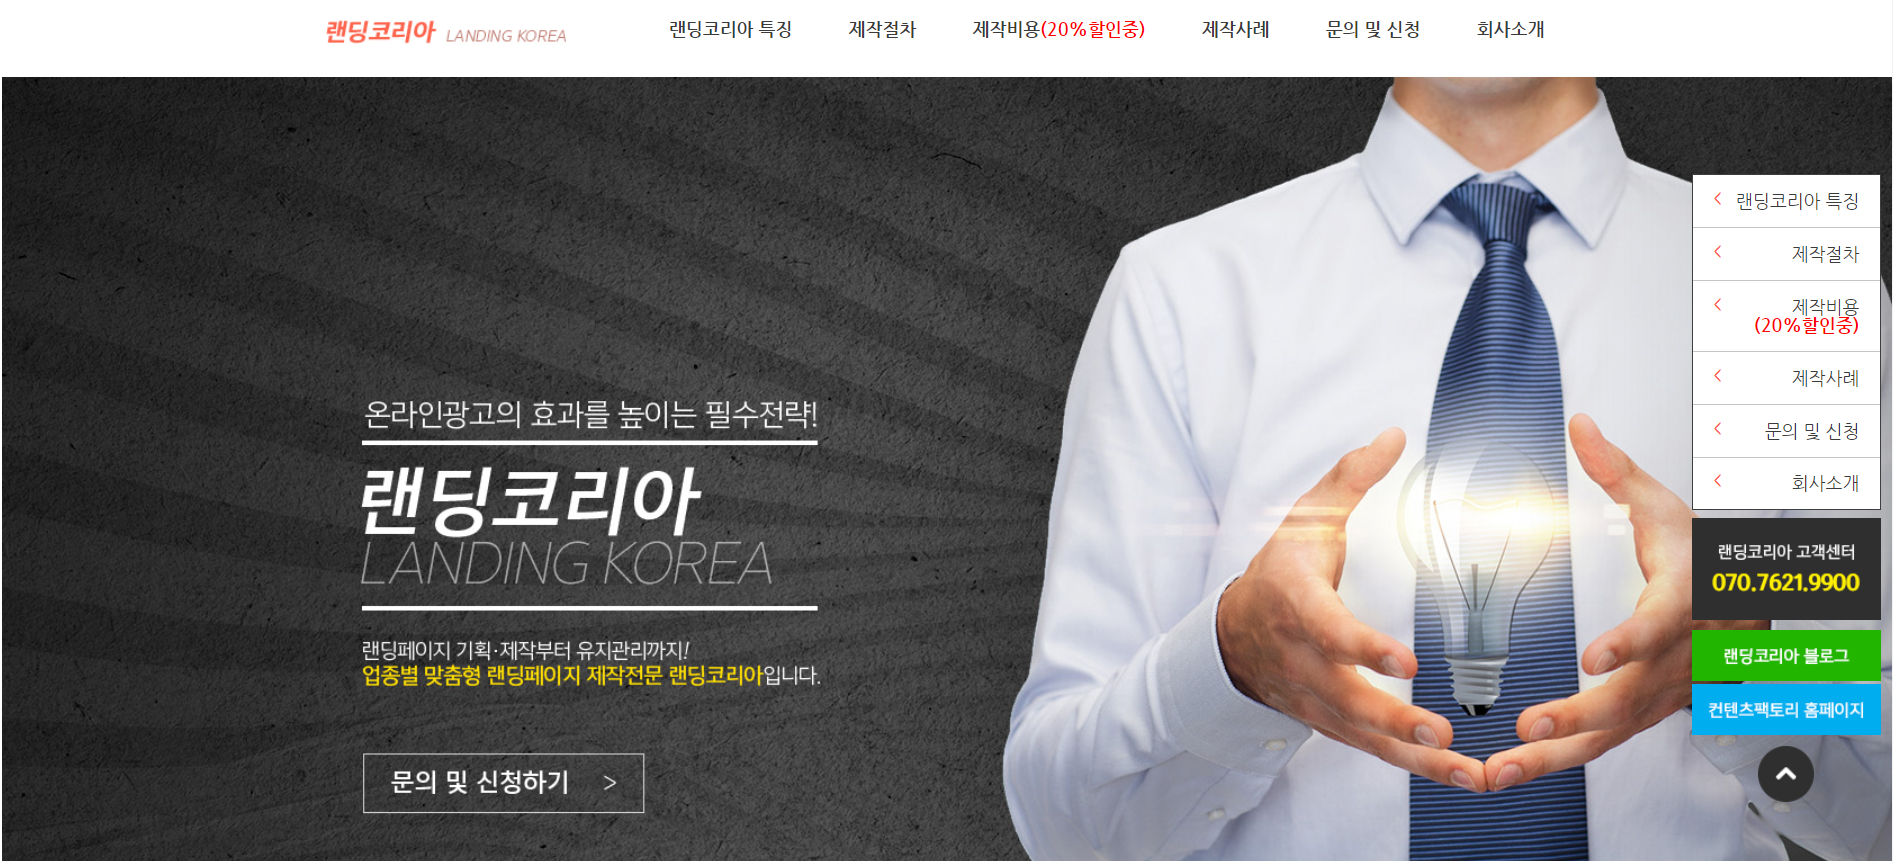 랜딩코리아 LANDING KOREA
랜딩코리아 특징
제작절차
제작비용(20%할인중)
제작사례
문의 및 신청
회사소개
온라인광고의 효과를 높이는 필수전략!
랜딩코리아
LANDING KOREA
랜딩페이지 기획·제작부터 유지관리까지!
업종별 맞춤형 랜딩페이지 제작전문 랜딩코리아입니다.
문의 및 신청하기 >
랜딩코리아 특징
제작절차
제작비용
(20%할인중)
제작사례
문의 및 신청
회사소개
랜딩코리아 고객센터
070.7621.9900
랜딩코리아 블로그
컨텐츠팩토리 홈페이지